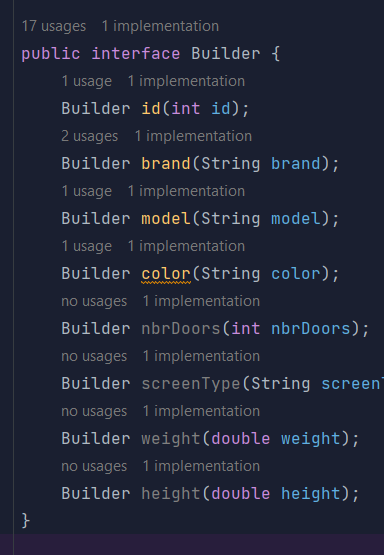 17 usages 1 implementation
public interface Builder {
1 usage 1 implementation
Builder id(int id);
2 usages 1 implementation
Builder brand(String brand);
1 usage 1 implementation
Builder model(String model);
1 usage 1 implementation
Builder color(String color);
no usages 1 implementation
Builder nbrDoors(int nbrDoors);
no usages 1 implementation
Builder screenType(String screenT
no usages 1 implementation
Builder weight(double weight);
no usages 1 implementation
Builder height(double height);
}